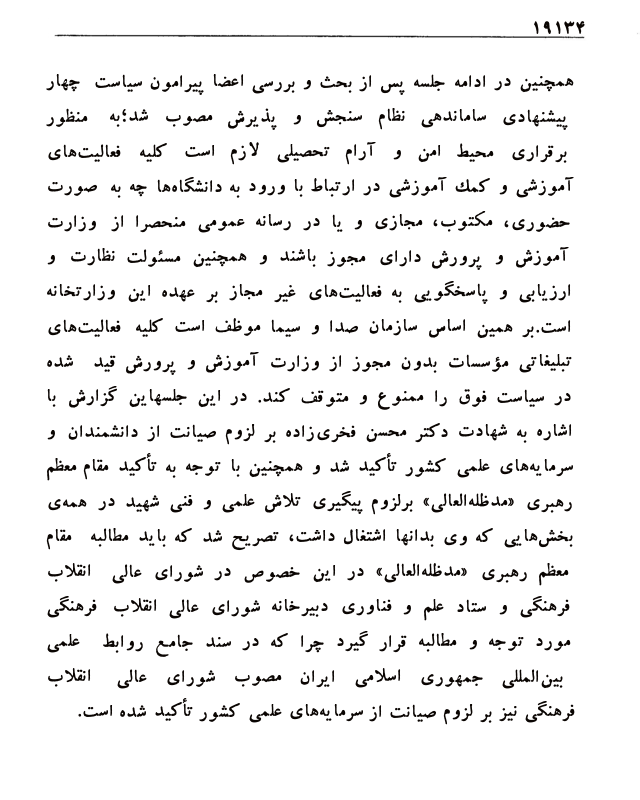 ۱۹۱۳۴
همچنین در ادامه جلسه پس از بحث و بررسی اعضا پیرامون سیاست چهار
پیشنهادی ساماندهی نظام سنجش و پذیرش مصوب شد؛به منظور
برقراری محیط امن و آرام تحصیلی لازم است کلیه فعالیت‌های
آموزشی و کمک آموزشی در ارتباط با ورود به دانشگاه‌ها چه به صورت
حضوری، مکتوب، مجازی و یا در رسانه عمومی منحصرا از وزارت
آموزش و پرورش دارای مجوز باشند و همچنین مسئولت نظارت و
ارزیابی و پاسخگویی به فعالیت‌های غیر مجاز بر عهده این وزارتخانه
است.بر همین اساس سازمان صدا و سیما موظف است کلیه فعالیت‌های
تبلیغاتی مؤسسات بدون مجوز از وزارت آموزش و پرورش قید شده
در سیاست فوق را ممنوع و متوقف کند. در این جلسهاین گزارش با
اشاره به شهادت دکتر محسن فخری‌زاده بر لزوم صیانت از دانشمندان و
سرمایه‌های علمی کشور تأکید شد و همچنین با توجه به تأکید مقام معظم
رهبری «مدظله‌العالی» برلزوم پیگیری تلاش علمی و فنی شهید در همه‌ی
بخش‌هایی که وی بدانها اشتغال داشت، تصریح شد که باید مطالبه مقام
معظم رهبری «مدظله‌العالی» در این خصوص در شورای عالی انقلاب
فرهنگی و ستاد علم و فناوری دبیرخانه شورای عالی انقلاب فرهنگی
مورد توجه و مطالبه قرار گیرد چرا که در سند جامع روابط علمی
بین‌المللی جمهوری اسلامی ایران مصوب شورای عالی انقلاب
فرهنگی نیز بر لزوم صیانت از سرمایه‌های علمی کشور تأکید شده است.